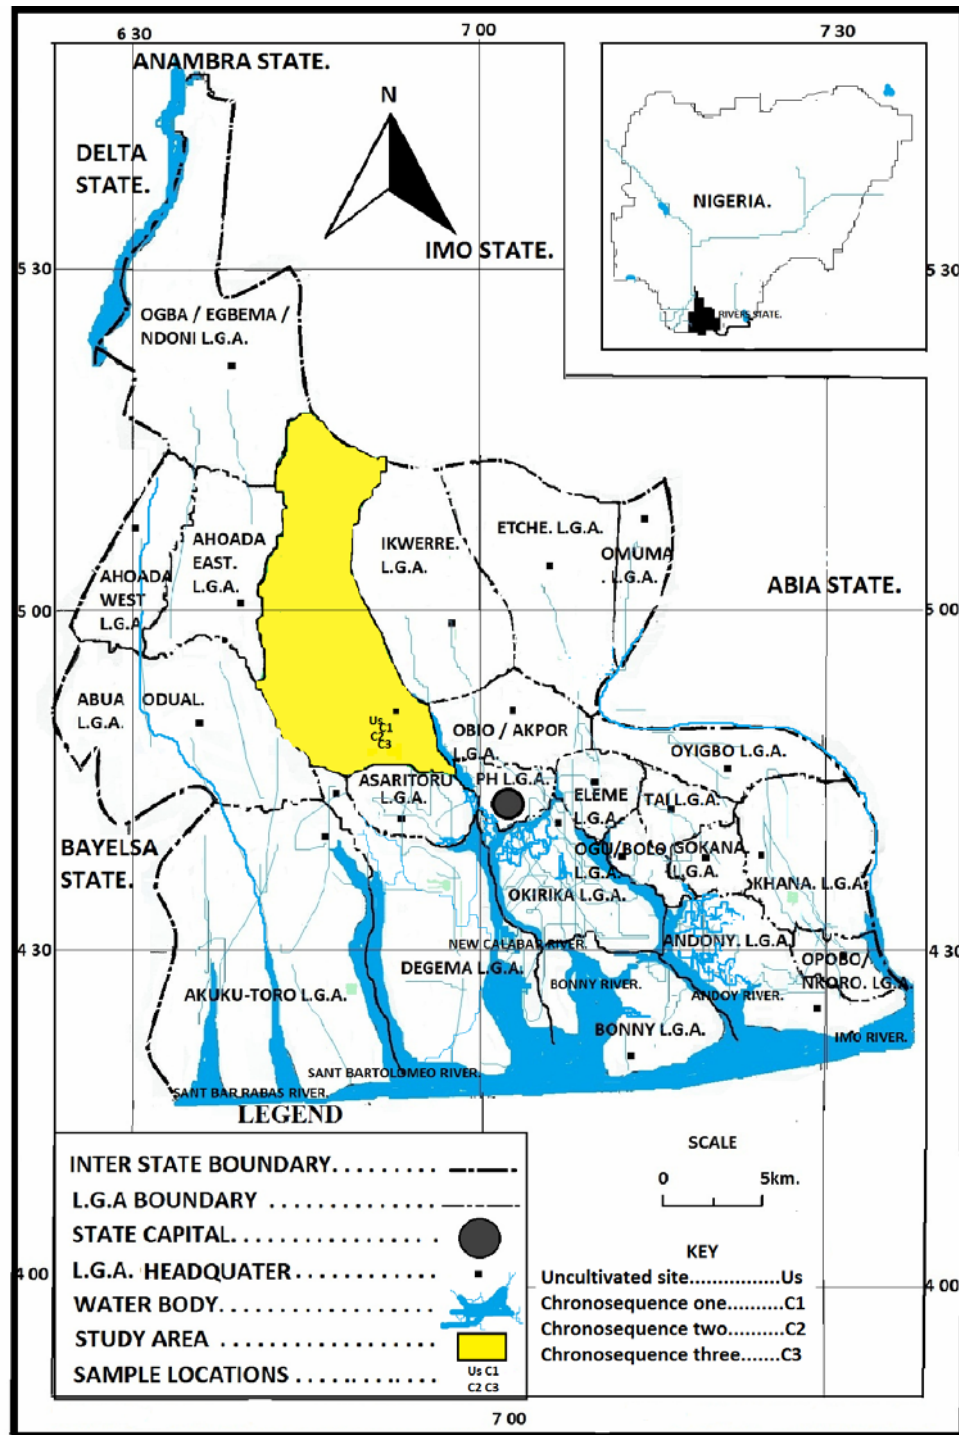 6 30
7 00
7 30
ANAMBRA STATE.
N
DELTA
STATE.
IMO STATE.
NIGERIA.
RIVERS STATE.
5 30
5 30
OGBA / EGBEMA /
NDONI L.G.A.
AHOADA
EAST.
L.G.A.
IKWERRE.
L.G.A.
ETCHE. L.G.A.
OMUMA
. L.G.A.
AHOADA
WEST
L.G.A
ABIA STATE.
5 00
5 00
ABUA ODUAL.
L.G.A.
Us
C1
C2
C3
OBIO / AKPOR
L.G.A.
OYIGBO L.G.A.
ASARITORU
L.G.A.
PH L.G.A.
ELEME
L.G.A.
TAI L.G.A.
BAYELSA
STATE.
OGU/BOLO
L.G.A.
GOKANA
L.G.A.
KHANA. L.G.A
OKIRIKA L.G.A.
NEW CALABAR RIVER.
ANDONY. L.G.A
4 30
4 30
DEGEMA L.G.A.
OPOBO/
NKORO. LG.A
AKUKU-TORO L.G.A.
BONNY RIVER.
ANDOY RIVER.
BONNY L.G.A.
IMO RIVER.
SANT BARTOLOMEO RIVER.
SANT BAR RABAS RIVER.
LEGEND
INTER STATE BOUNDARY.........
L.G.A BOUNDARY ..............
STATE CAPITAL................
L.G.A. HEADQUATER............
WATER BODY...................
STUDY AREA ..................
SAMPLE LOCATIONS.............
Us C1
C2 C3
SCALE
0 5km.
KEY
Uncultivated site...............Us
Chronosequence one..........C1
Chronosequence two..........C2
Chronosequence three.......C3
4 00
4 00
7 00